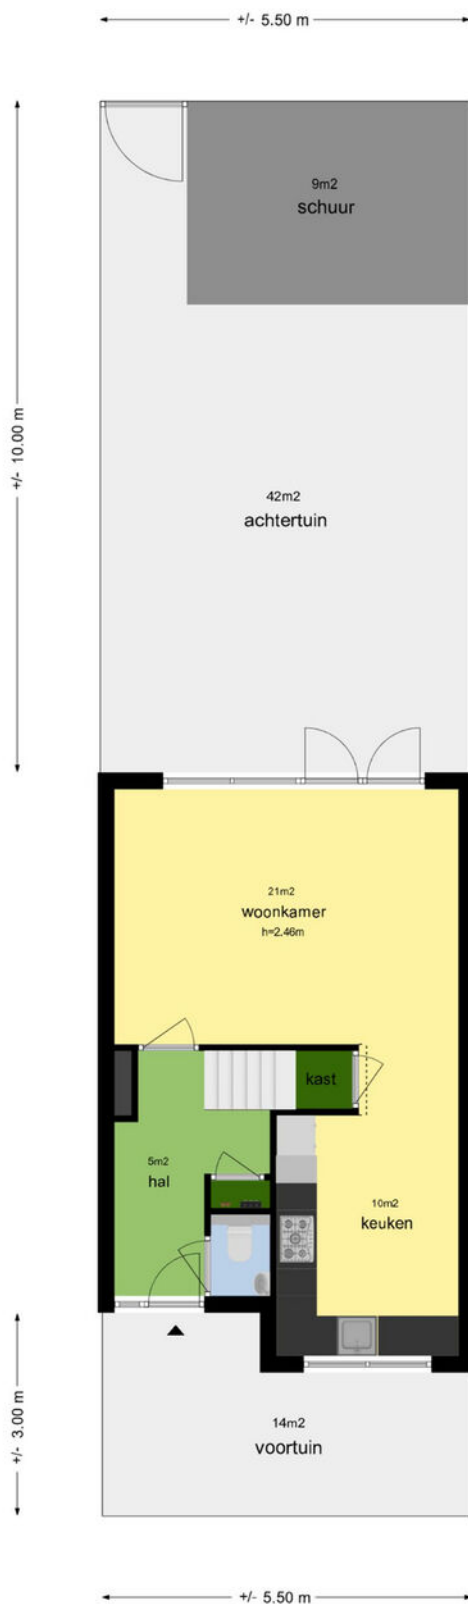 +/- 5.50 m
9m2
schuur
+/- 10.00 m
42m2
achtertuin
21m2
woonkamer
h=2.46m
kast
5m2
hal
10m2
keuken
+/- 3.00 m
14m2
voortuin
+/- 5.50 m